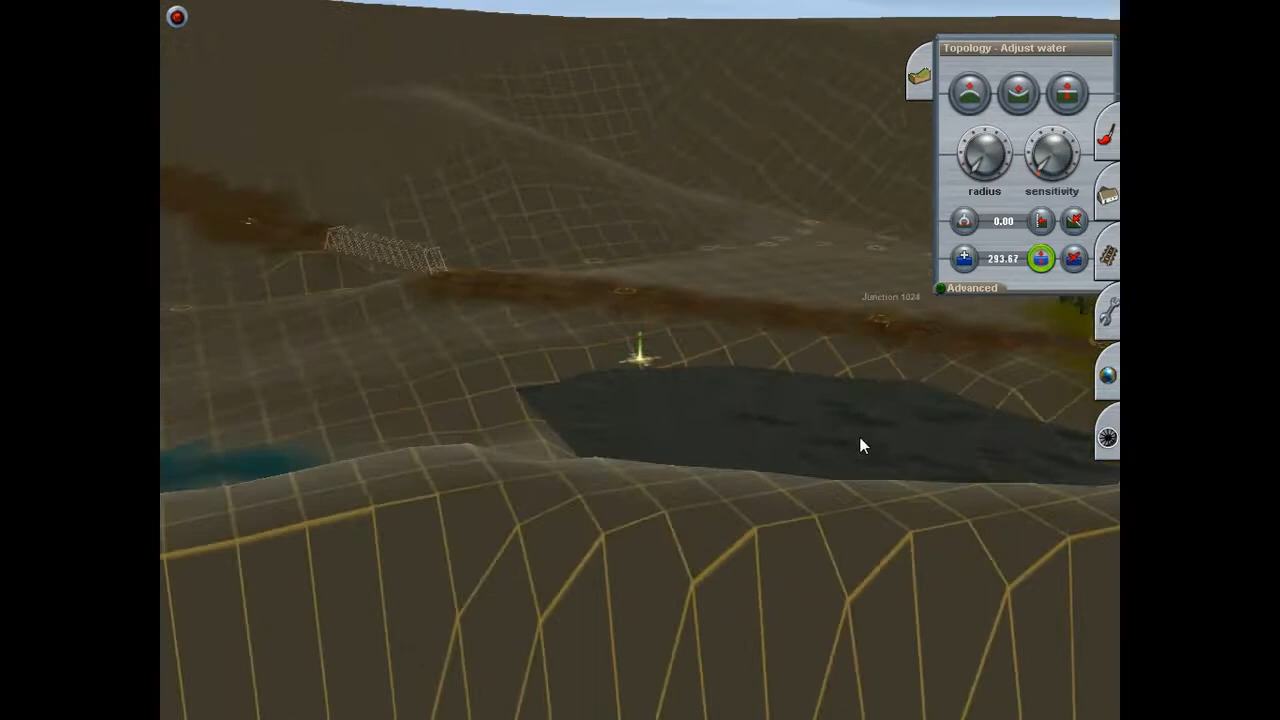 Topology - Adjust water
radius sensitivity
0.00
293.67
Advanced
Junction 1024